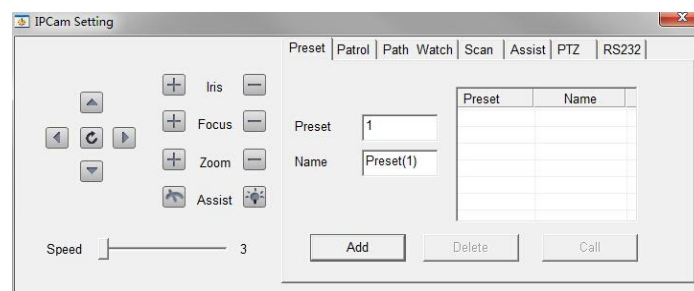 IPCam Setting
Preset Patrol Path Watch Scan Assist PTZ RS232
Iris
Focus
Zoom
Assist
Speed 3
Preset 1
Name Preset(1)
Preset Name
Add Delete Call